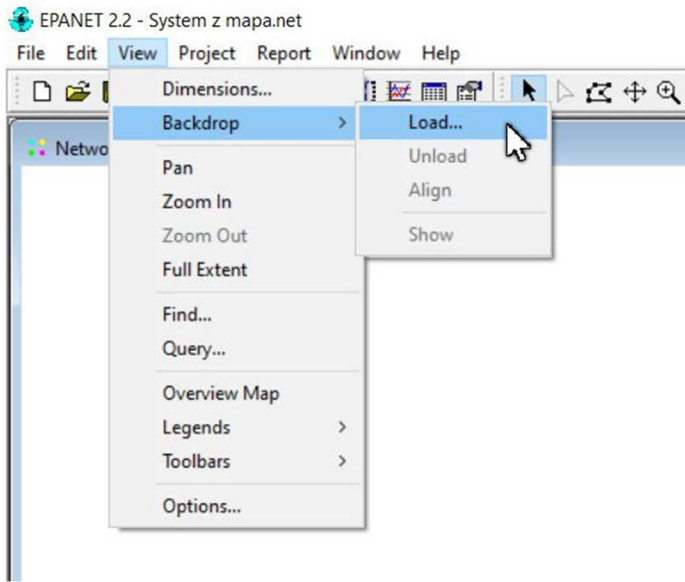 EPANET 2.2 - System z mapa.net
File Edit View Project Report Window Help
Dimensions...
Backdrop
Load...
Netwo
Unload
Pan
Align
Zoom In
Zoom Out
Show
Full Extent
Find...
Query...
Overview Map
Legends
Toolbars
Options...